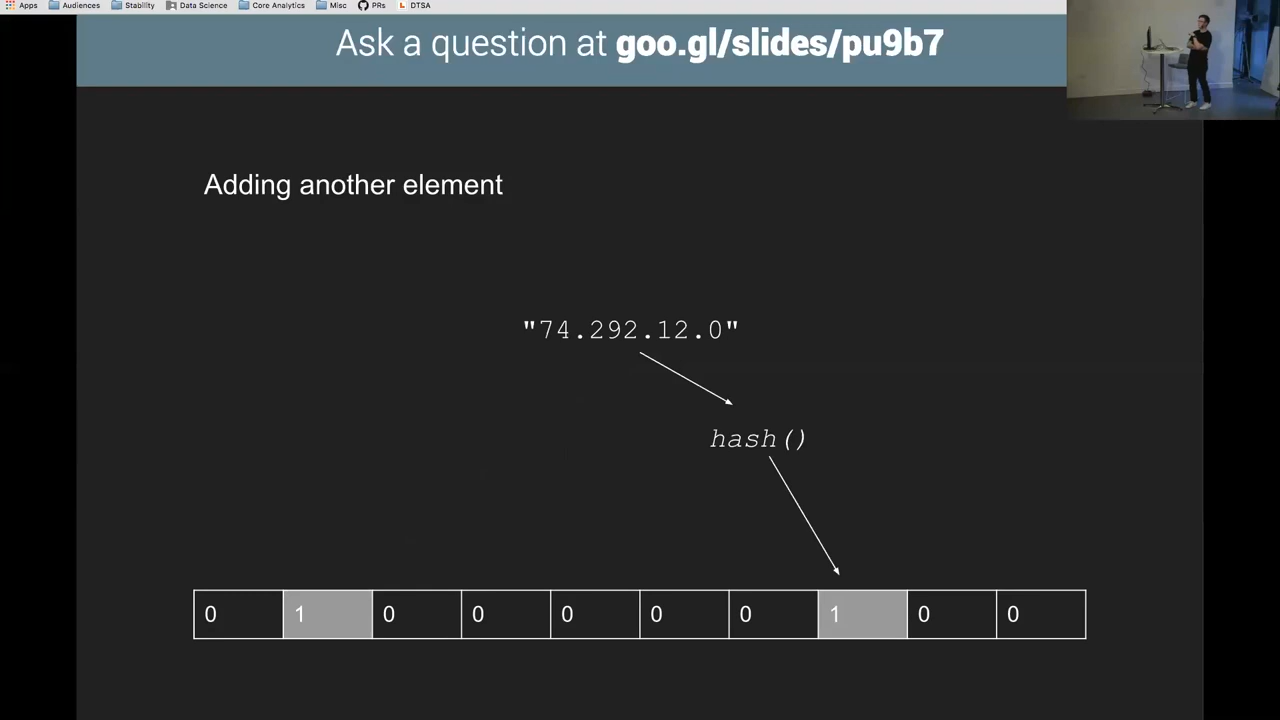 Apps Audiences Stability Data Science Core Analytics Misc PRs DTSA
Ask a question at goo.gl/slides/pu9b7
Adding another element
"74.292.12.0"
hash()
0 1 0 0 0 0 0 1 0 0